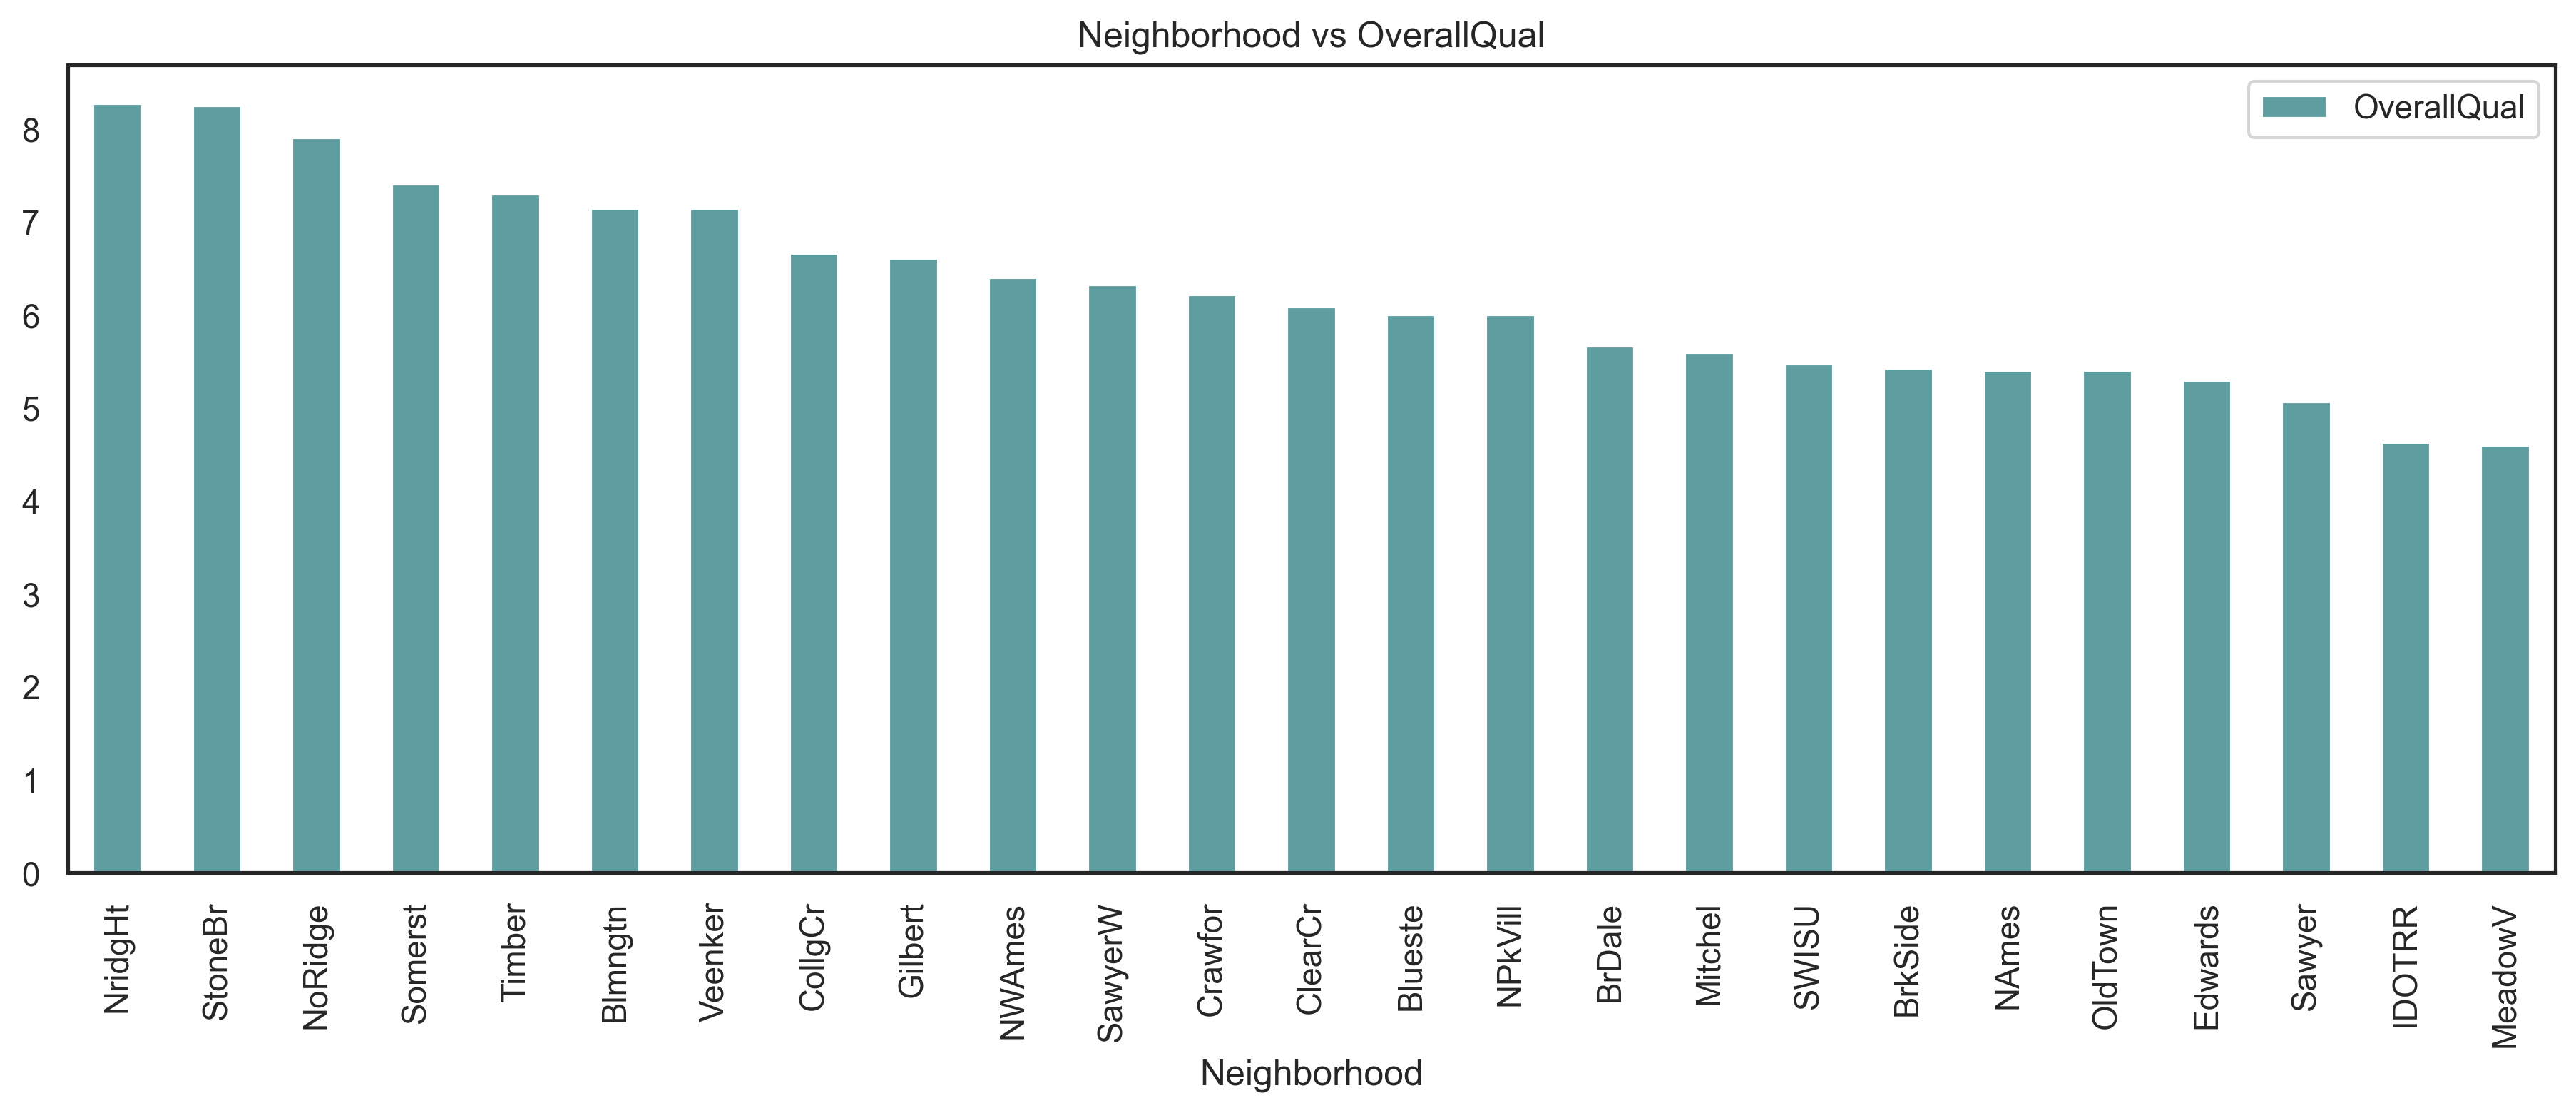 Neighborhood vs OverallQual
OverallQual
8
7
6
5
4
3
2
1
0
NridgHt
StoneBr
NoRidge
Somerst
Timber
Blmngtn
Veenker
CollgCr
Gilbert
NWAmes
SawyerW
Crawfor
ClearCr
Blueste
NPkVill
BrDale
Mitchel
SWISU
BrkSide
NAmes
OldTown
Edwards
Sawyer
IDOTRR
MeadowV
Neighborhood